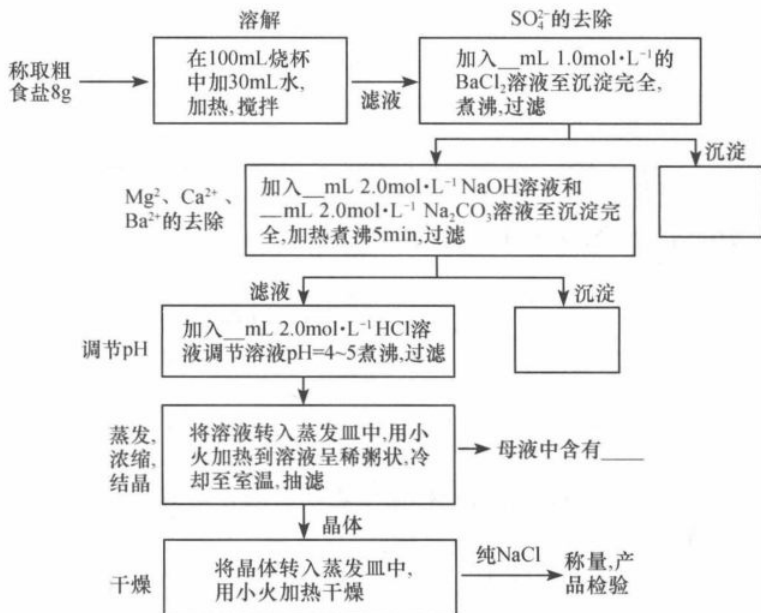 溶解
SO₄²⁻的去除
称取粗
食盐8g
在100mL烧杯
中加30mL水,
加热,搅拌
滤液
加入__mL 1.0mol·L⁻¹的
BaCl₂溶液至沉淀完全,
煮沸,过滤
沉淀
Mg²、Ca²⁺、
Ba²⁺的去除
加入__mL 2.0mol·L⁻¹ NaOH溶液和
__mL 2.0mol·L⁻¹ Na₂CO₃溶液至沉淀完
全,加热煮沸5min,过滤
滤液
沉淀
调节pH
加入__mL 2.0mol·L⁻¹HCl溶
液调节溶液pH=4~5煮沸,过滤
蒸发,
浓缩,
结晶
将溶液转入蒸发皿中,用小
火加热到溶液呈稀粥状,冷
却至室温,抽滤
母液中含有____
晶体
干燥
将晶体转入蒸发皿中,
用小火加热干燥
纯NaCl
称量,产
品检验